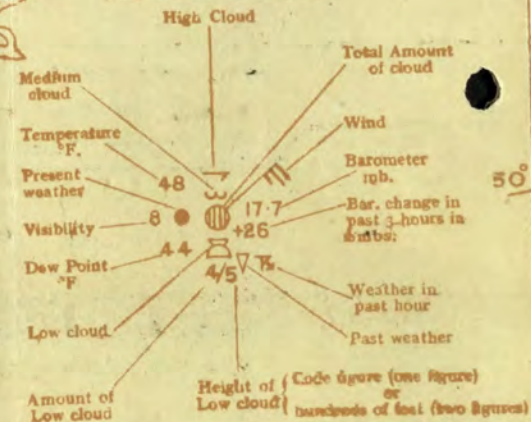 High Cloud
Total Amount
of cloud
Medium
cloud
Wind
Temperature
°F.
Barometer
mb.
48
Present
weather
50°
17.7
Bar. change in
past 3 hours in
8
+26
Visibility
Dew Point
°F
44
4/5
Weather in
past hour
Low cloud
Past weather
Amount of
Low cloud
Height of
Low cloud
Code figure (one figure)
or
hundreds of feet (two figures)